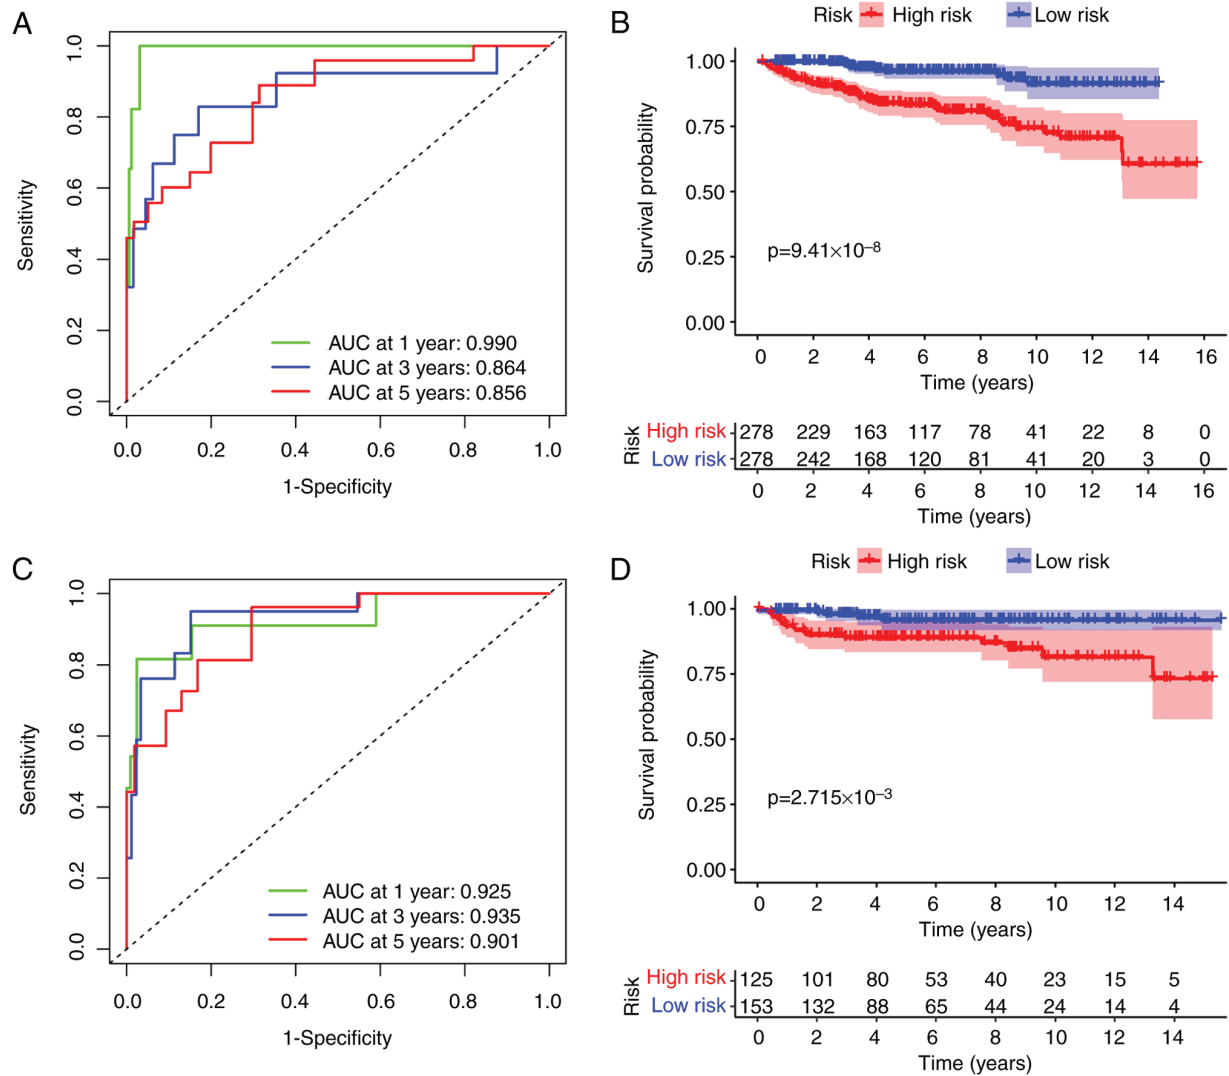 A
Sensitivity
0.0 0.2 0.4 0.6 0.8 1.0
AUC at 1 year: 0.990
AUC at 3 years: 0.864
AUC at 5 years: 0.856
0.0 0.2 0.4 0.6 0.8 1.0
1-Specificity
B
Risk High risk Low risk
Survival probability
1.00
0.75
0.50
0.25
0.00
p=9.41×10–8
0 2 4 6 8 10 12 14 16
Time (years)
Risk
High risk 278 229 163 117 78 41 22 8 0
Low risk 278 242 168 120 81 41 20 3 0
0 2 4 6 8 10 12 14 16
Time (years)
C
Sensitivity
0.0 0.2 0.4 0.6 0.8 1.0
AUC at 1 year: 0.925
AUC at 3 years: 0.935
AUC at 5 years: 0.901
0.0 0.2 0.4 0.6 0.8 1.0
1-Specificity
D
Risk High risk Low risk
Survival probability
1.00
0.75
0.50
0.25
0.00
p=2.715×10–3
0 2 4 6 8 10 12 14
Time (years)
Risk
High risk 125 101 80 53 40 23 15 5
Low risk 153 132 88 65 44 24 14 4
0 2 4 6 8 10 12 14
Time (years)